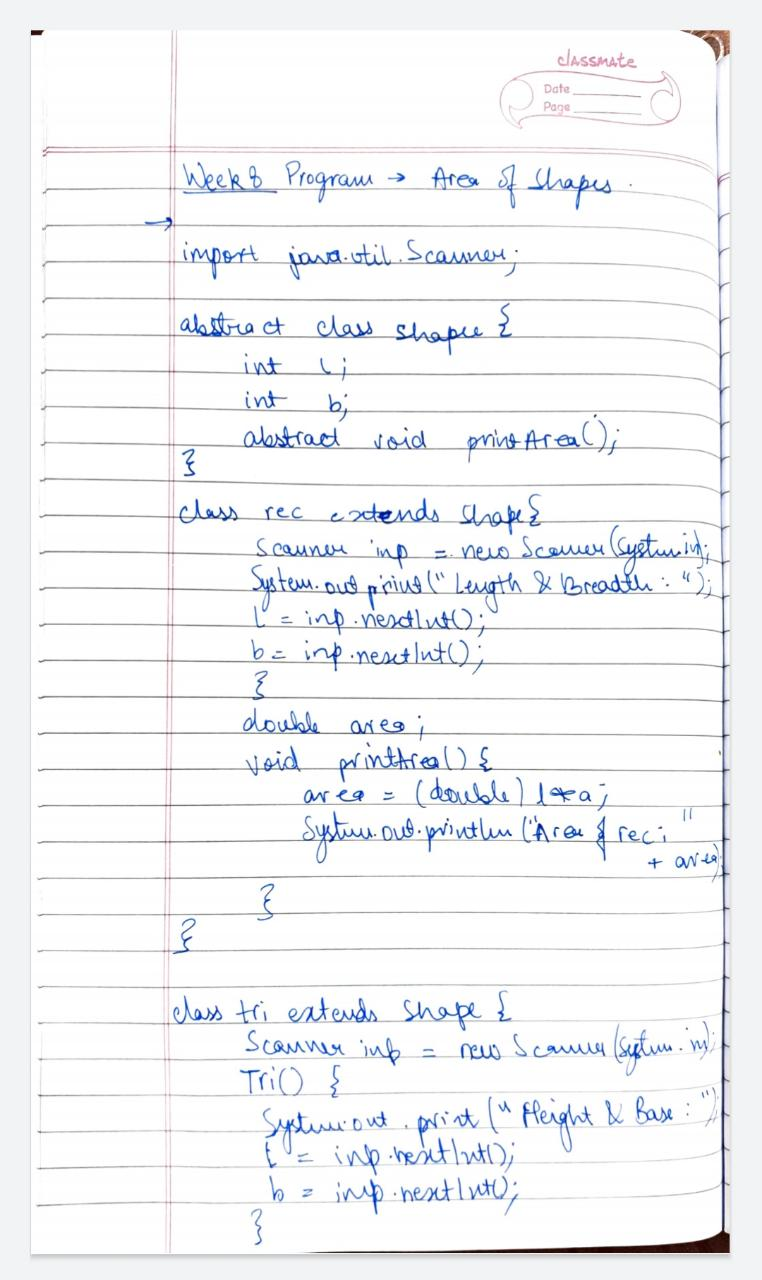 classmate
Date
Page
Week 8 Program → Area of Shapes.
→
import java.util.Scanner;
abstract class shape {
int l;
int b;
abstract void printArea();
}
class rec extends shape{
Scanner inp = new Scanner(System.in);
System.out print(" Length & Breadth : ");
l = inp.nextInt();
b = inp.nextInt();
}
double area;
void printArea() {
area = (double) l*a;
System.out.println ("Area of rec: "
+ area);
}
}
class tri extends shape {
Scanner inp = new Scanner(System.in);
Tri() {
System.out.print (" Height & Base : ")
l = inp.nextInt();
b = inp.nextInt();
}